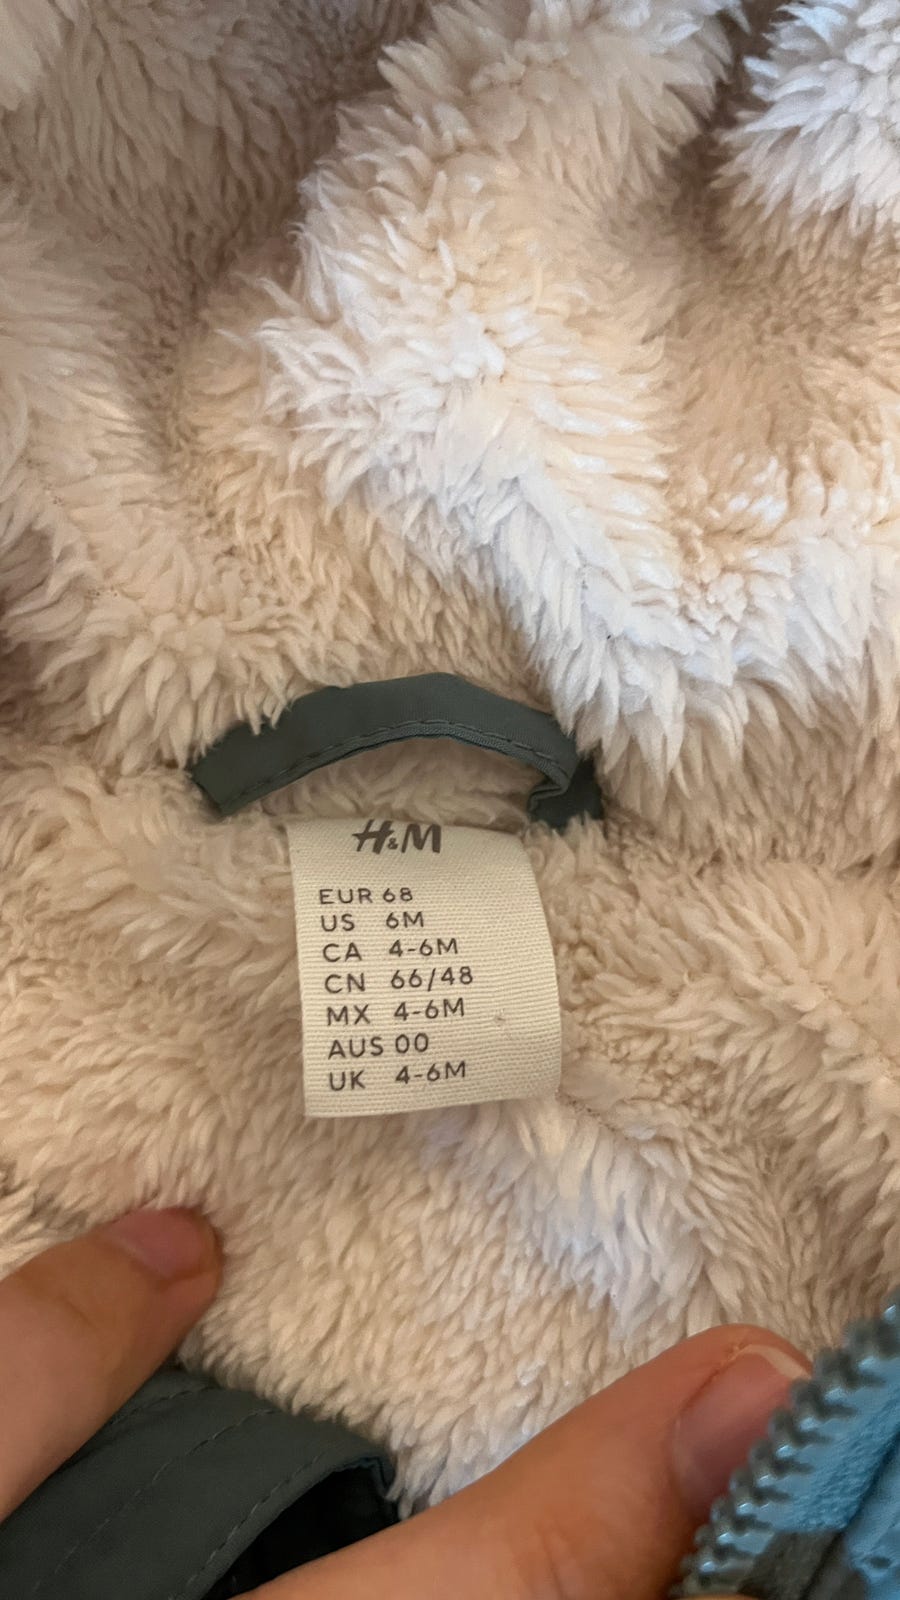 H&M
EUR 68
US 6M
CA 4-6M
CN 66/48
MX 4-6M
AUS 00
UK 4-6M